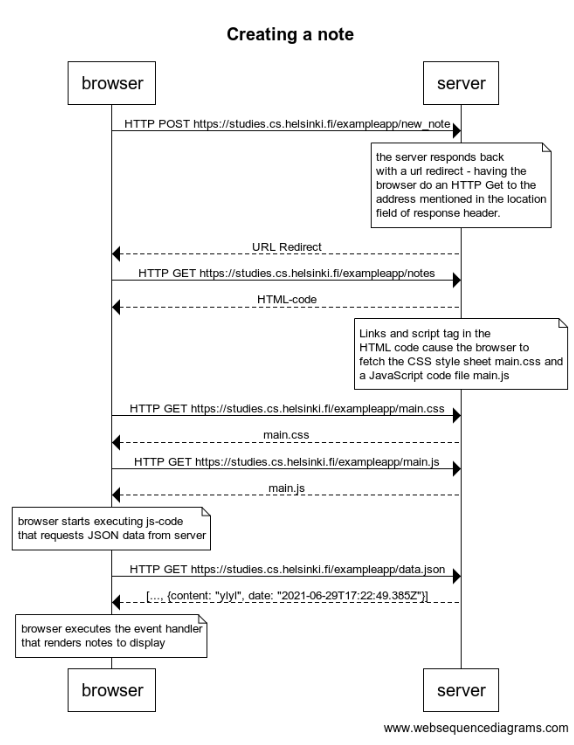 Creating a note
browser
server
HTTP POST https://studies.cs.helsinki.fi/exampleapp/new_note
the server responds back
with a url redirect - having the
browser do an HTTP Get to the
address mentioned in the location
field of response header.
URL Redirect
HTTP GET https://studies.cs.helsinki.fi/exampleapp/notes
HTML-code
Links and script tag in the
HTML code cause the browser to
fetch the CSS style sheet main.css and
a JavaScript code file main.js
HTTP GET https://studies.cs.helsinki.fi/exampleapp/main.css
main.css
HTTP GET https://studies.cs.helsinki.fi/exampleapp/main.js
main.js
browser starts executing js-code
that requests JSON data from server
HTTP GET https://studies.cs.helsinki.fi/exampleapp/data.json
[..., {content: "ylyl", date: "2021-06-29T17:22:49.385Z"}]
browser executes the event handler
that renders notes to display
browser
server
www.websequencediagrams.com